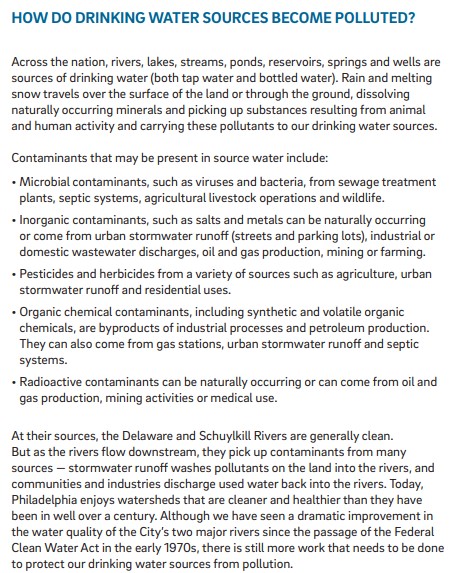 HOW DO DRINKING WATER SOURCES BECOME POLLUTED?
Across the nation, rivers, lakes, streams, ponds, reservoirs, springs and wells are
sources of drinking water (both tap water and bottled water). Rain and melting
snow travels over the surface of the land or through the ground, dissolving
naturally occurring minerals and picking up substances resulting from animal
and human activity and carrying these pollutants to our drinking water sources.
Contaminants that may be present in source water include:
• Microbial contaminants, such as viruses and bacteria, from sewage treatment
plants, septic systems, agricultural livestock operations and wildlife.
• Inorganic contaminants, such as salts and metals can be naturally occurring
or come from urban stormwater runoff (streets and parking lots), industrial or
domestic wastewater discharges, oil and gas production, mining or farming.
• Pesticides and herbicides from a variety of sources such as agriculture, urban
stormwater runoff and residential uses.
• Organic chemical contaminants, including synthetic and volatile organic
chemicals, are byproducts of industrial processes and petroleum production.
They can also come from gas stations, urban stormwater runoff and septic
systems.
• Radioactive contaminants can be naturally occurring or can come from oil and
gas production, mining activities or medical use.
At their sources, the Delaware and Schuylkill Rivers are generally clean.
But as the rivers flow downstream, they pick up contaminants from many
sources — stormwater runoff washes pollutants on the land into the rivers, and
communities and industries discharge used water back into the rivers. Today,
Philadelphia enjoys watersheds that are cleaner and healthier than they have
been in well over a century. Although we have seen a dramatic improvement in
the water quality of the City's two major rivers since the passage of the Federal
Clean Water Act in the early 1970s, there is still more work that needs to be done
to protect our drinking water sources from pollution.